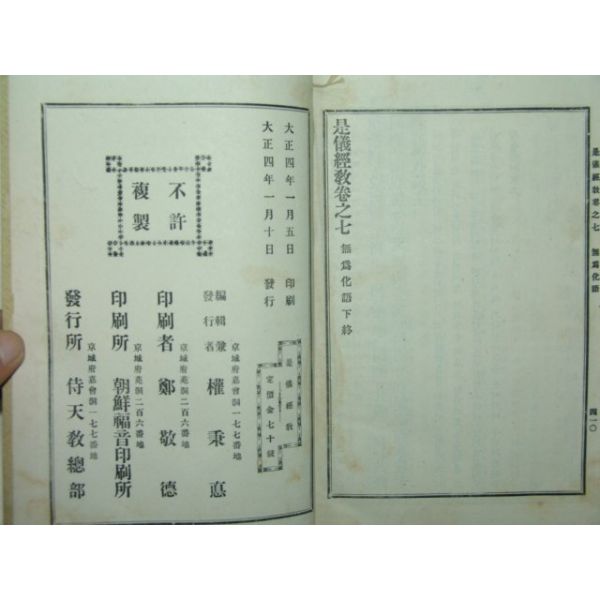 是儀經教卷之七 無爲化語
四一〇
是儀經教卷之七 無爲化語下終
是儀經教
定價金七十錢
大正四年一月五日 印刷
大正四年一月十日 發行
不許
複製
京城府嘉會洞一七七番地
編輯兼
發行者 權秉悳
京城府苑洞二百六番地
印刷者 鄭敬德
京城府苑洞二百六番地
印刷所 朝鮮福音印刷所
京城府嘉會洞一七七番地
發行所 侍天敎總部